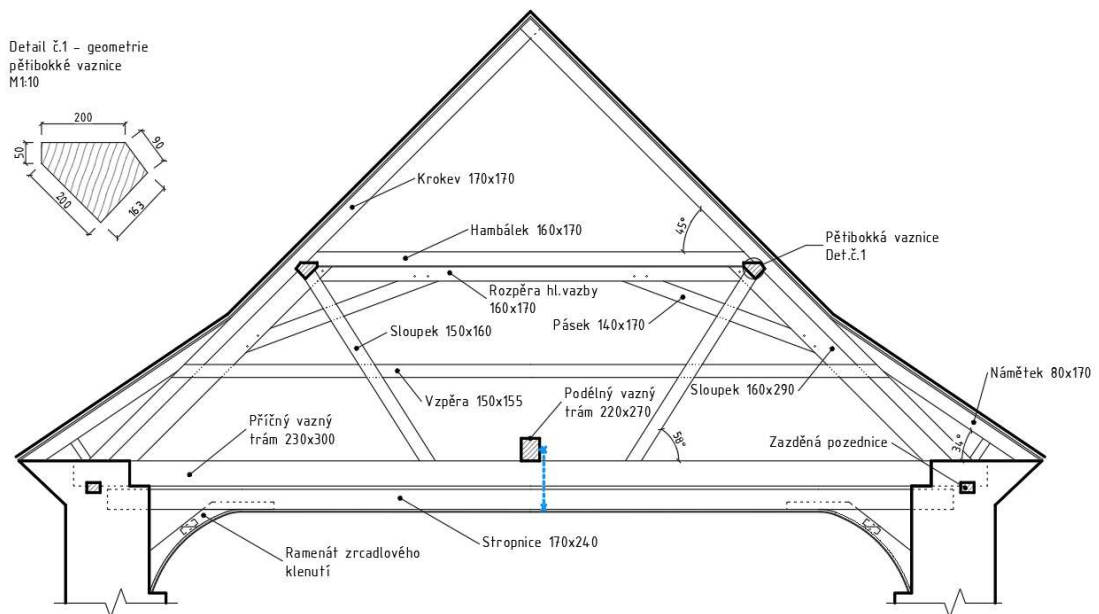 Detail č.1 - geometrie
pětibokké vaznice
M1:10
200
90
50
200
163
Krokev 170x170
Hambálek 160x170
45°
Pětibokká vaznice
Det.č.1
Rozpěra hl.vazby
160x170
Sloupek 150x160
Pásek 140x170
Námětek 80x170
Vzpěra 150x155
Podélný vazný
trám 220x270
Sloupek 160x290
Příčný vazný
trám 230x300
58°
Zazděná pozednice
34°
Stropnice 170x240
Ramenát zrcadlového
klenutí